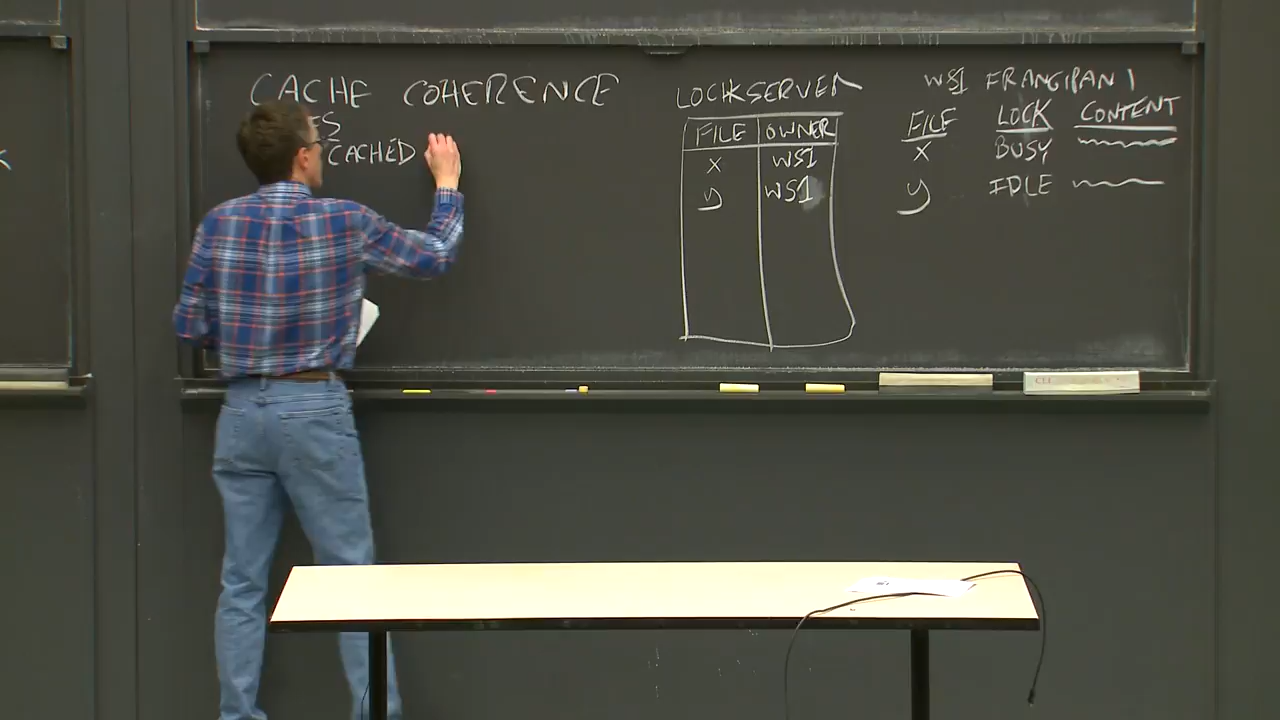 CACHE COHERENCE
CACHED
LOCKSERVER
FILE OWNER
X WS1
y WS1
WS1 FRANGIPANI
FILE LOCK CONTENT
X BUSY
y IDLE